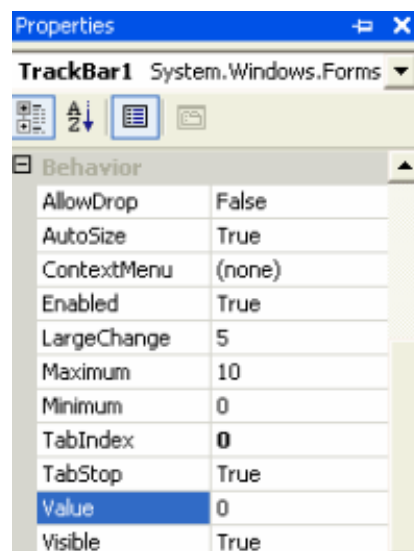 Properties
TrackBar1 System.Windows.Forms
Behavior
AllowDrop False
AutoSize True
ContextMenu (none)
Enabled True
LargeChange 5
Maximum 10
Minimum 0
TabIndex 0
TabStop True
Value 0
Visible True